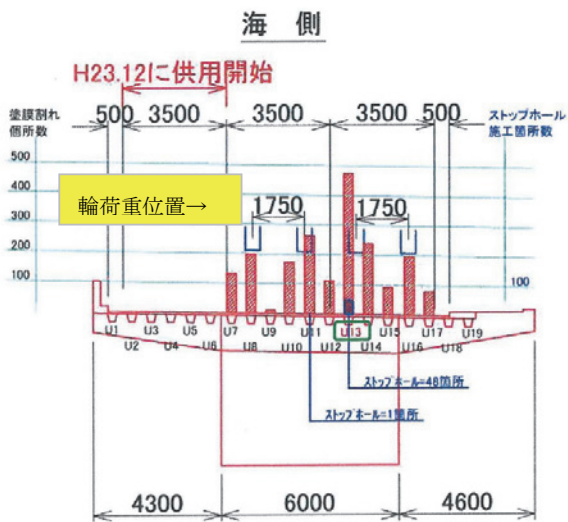 海 側
H23.12に供用開始
塗膜割れ
個所数
500 3500 3500 3500 500
ストップホール
施工箇所数
500
400
300
200
100
輪荷重位置→
1750
1750
100
U1 U3 U5 U7 U9 U11 U13 U15 U17 U19
U2 U4 U6 U8 U10 U12 U14 U16 U18
ストップホール=48箇所
ストップホール=1箇所
4300 6000 4600